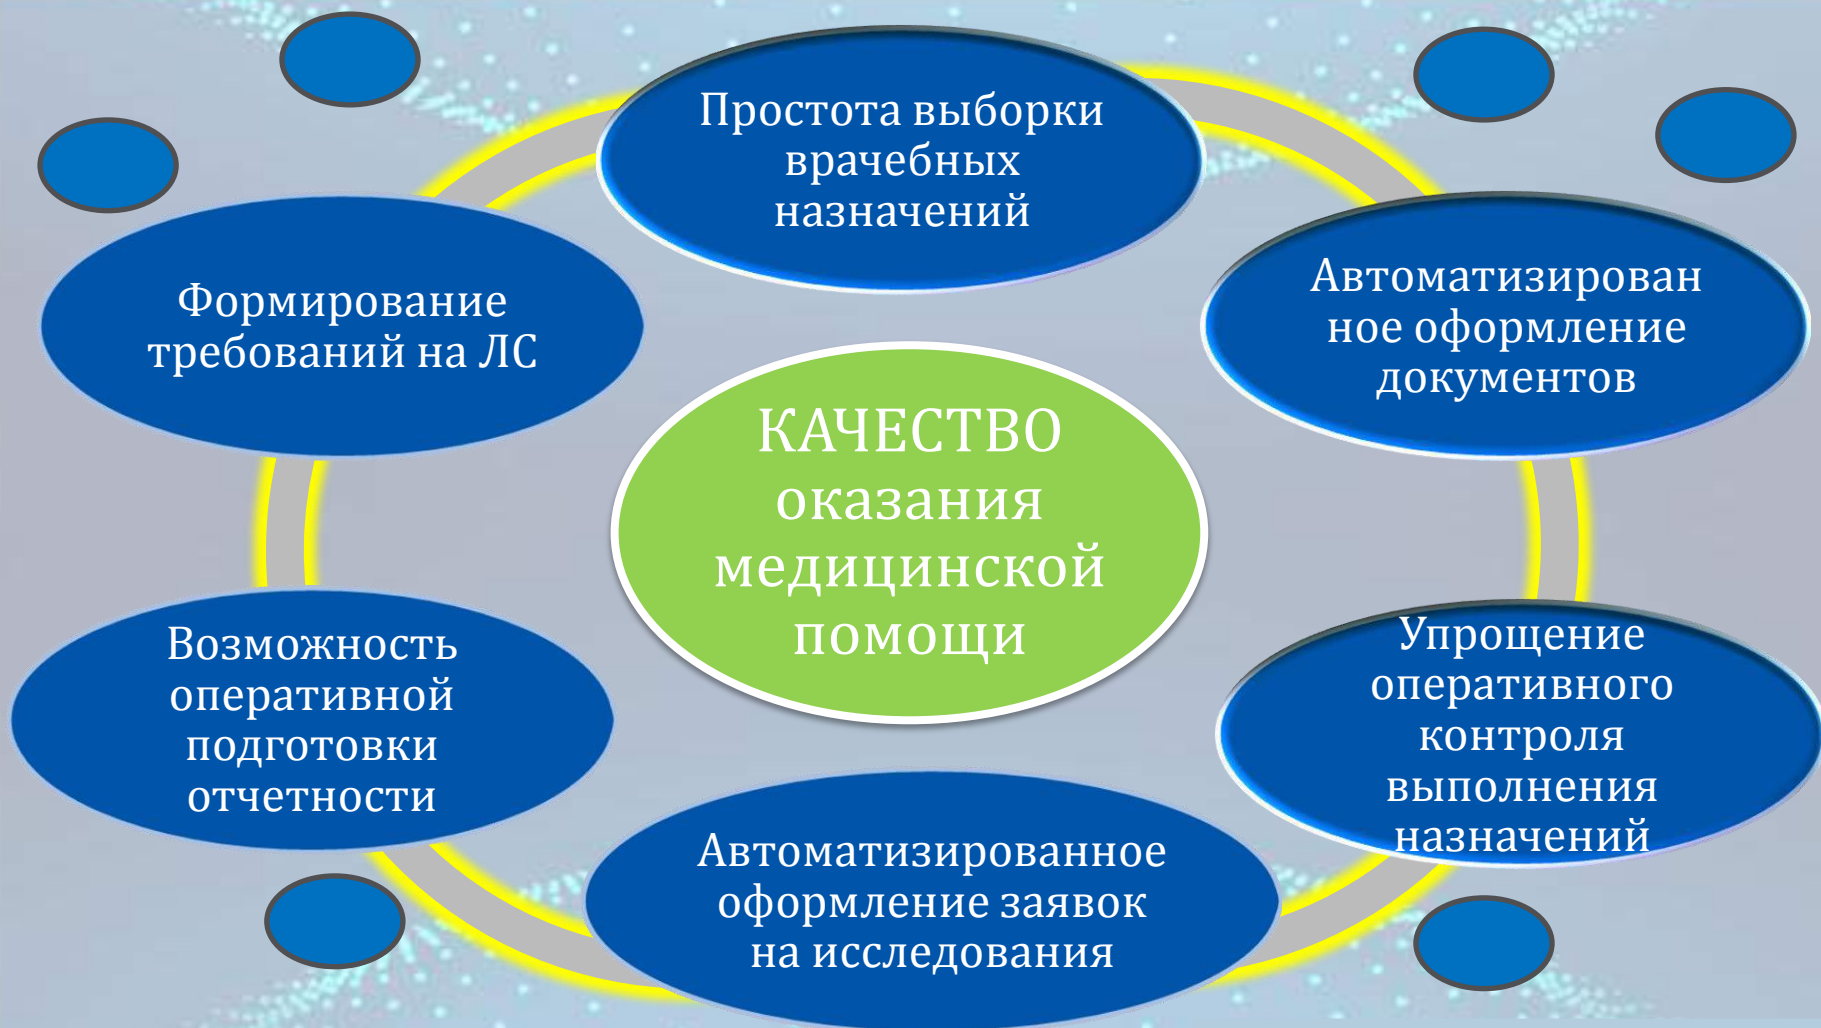 Простота выборки
врачебных
назначений
Автоматизирован
ное оформление
документов
Упрощение
оперативного
контроля
выполнения
назначений
Автоматизированное
оформление заявок
на исследования
Возможность
оперативной
подготовки
отчетности
Формирование
требований на ЛС
КАЧЕСТВО
оказания
медицинской
помощи